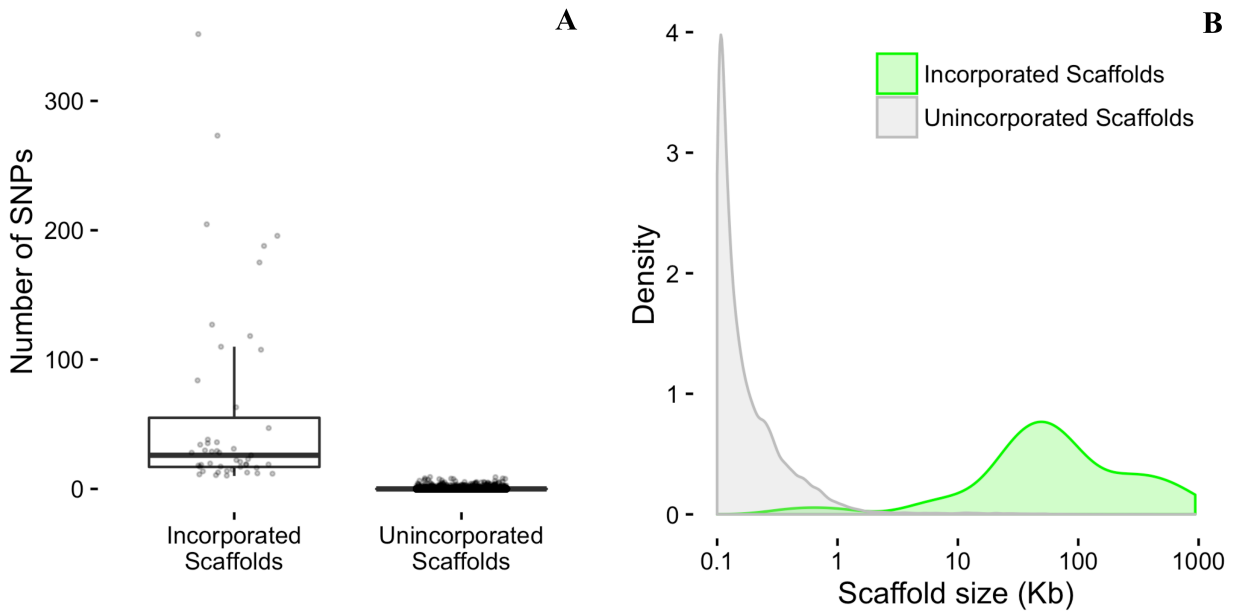 A
Number of SNPs
300
200
100
0
Incorporated
Scaffolds
Unincorporated
Scaffolds
B
Density
4
3
2
1
0
Incorporated Scaffolds
Unincorporated Scaffolds
0.1
1
10
100
1000
Scaffold size (Kb)